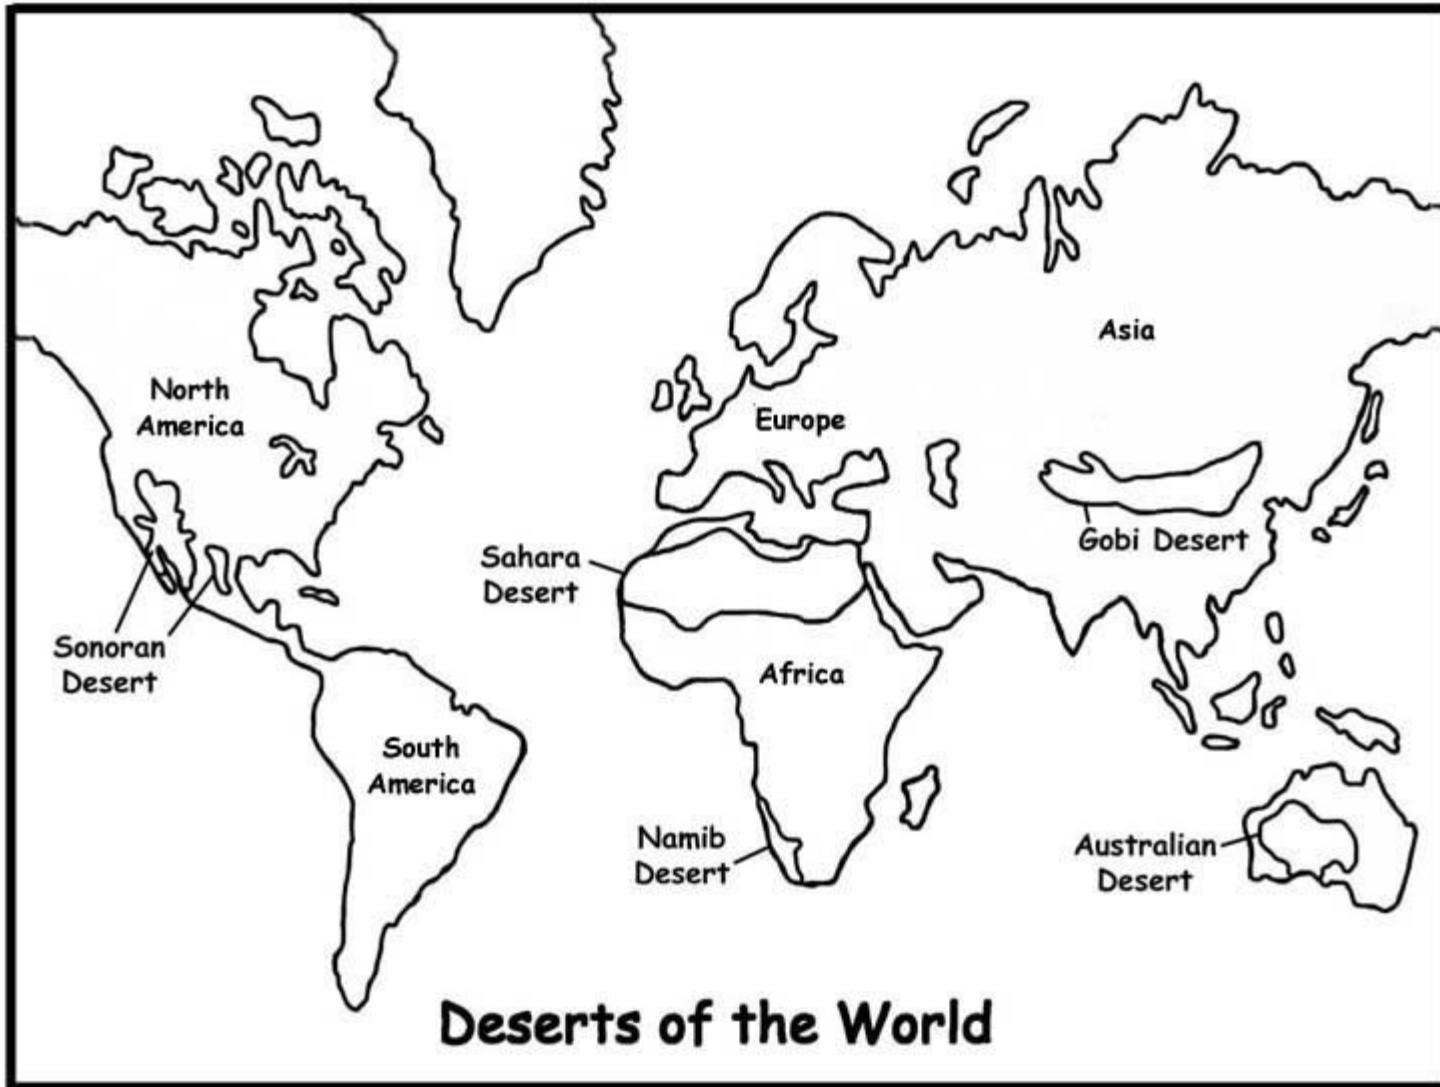 Asia
North
America
Europe
Gobi Desert
Sahara
Desert
Sonoran
Desert
Africa
South
America
Namib
Desert
Australian
Desert
Deserts of the World